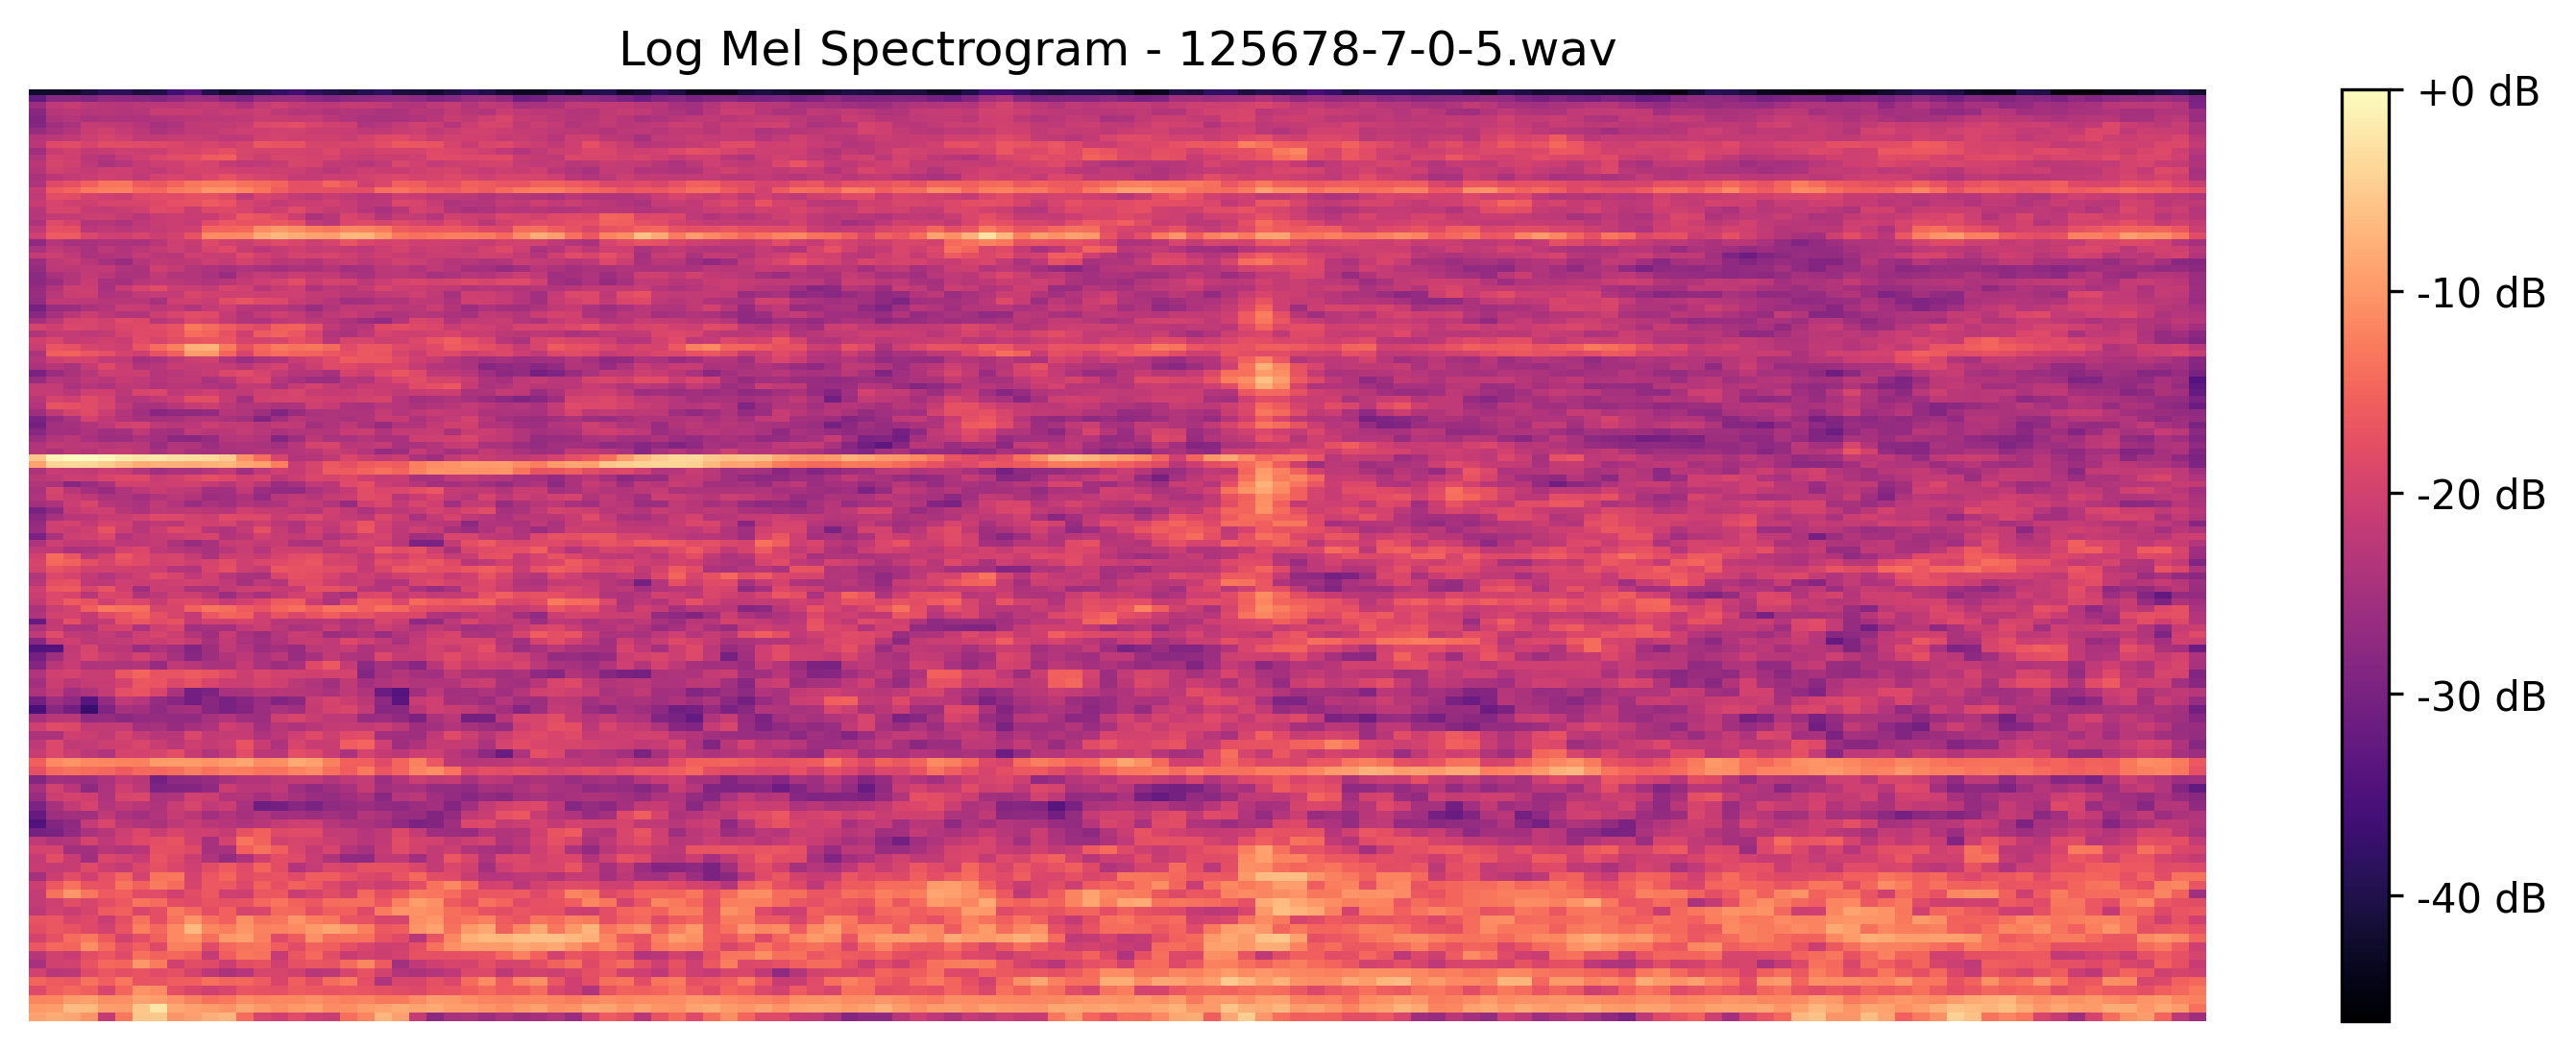 Log Mel Spectrogram - 125678-7-0-5.wav
+0 dB
-10 dB
-20 dB
-30 dB
-40 dB